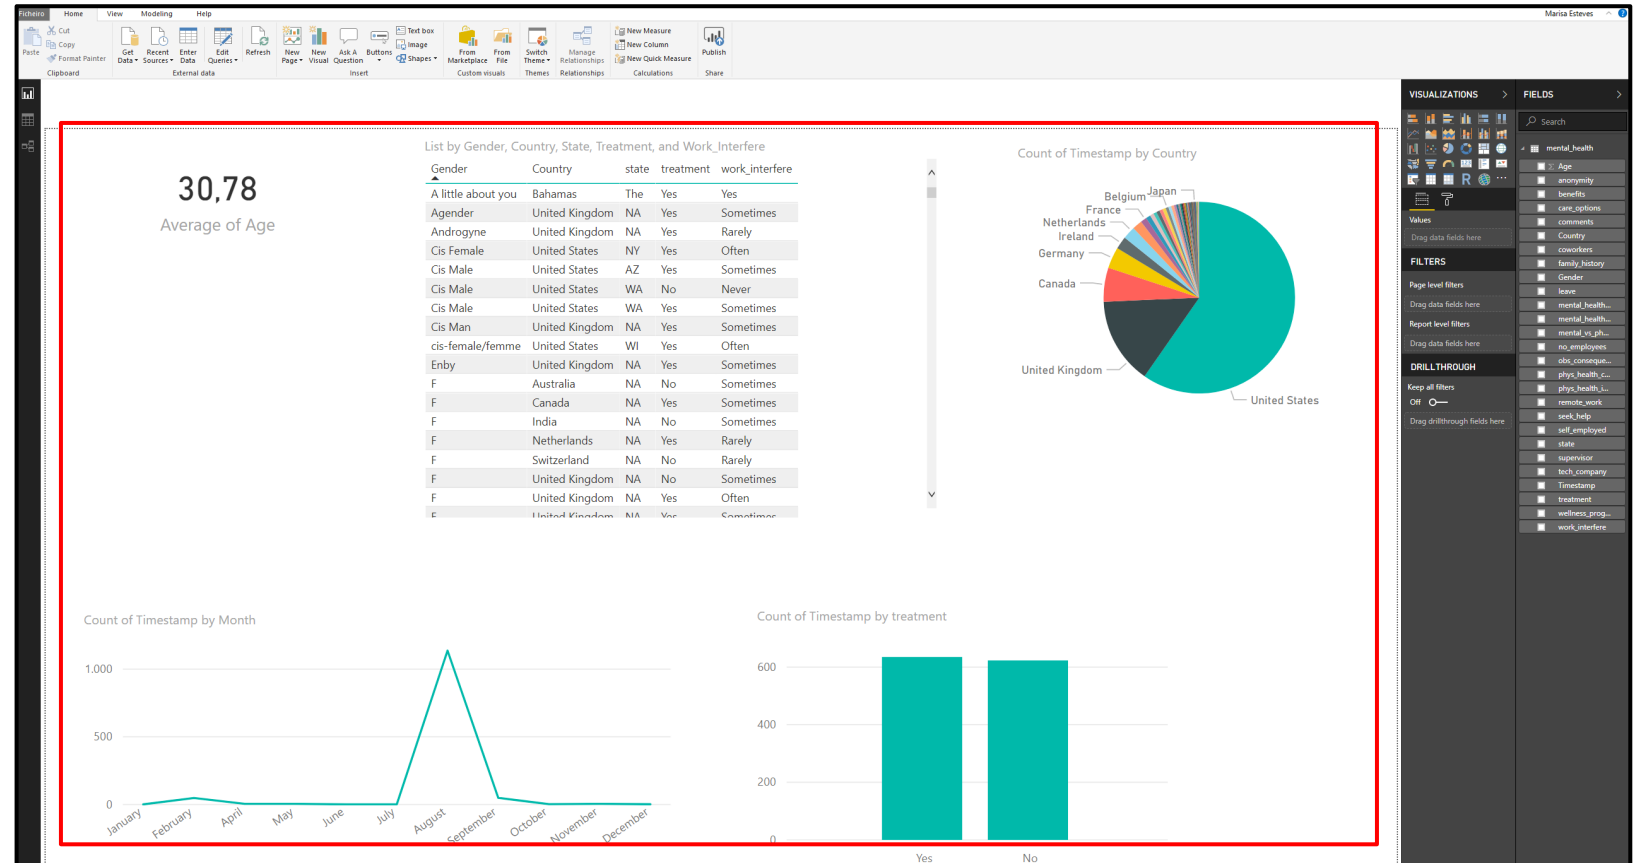 Ficheiro Home View Modeling Help Marisa Esteves
Paste
Cut
Copy
Format Painter
Clipboard
Get Data
Recent Sources
Enter Data
Edit Queries
Refresh
External data
New Page
New Visual
Ask A Question
Buttons
Text box
Image
Shapes
Insert
From Marketplace
From File
Custom visuals
Switch Theme
Themes
Manage Relationships
Relationships
New Measure
New Column
New Quick Measure
Calculations
Publish
Share
30,78
Average of Age
List by Gender, Country, State, Treatment, and Work_Interfere
Gender Country state treatment work_interfere
A little about you Bahamas The Yes Yes
Agender United Kingdom NA Yes Sometimes
Androgyne United Kingdom NA Yes Rarely
Cis Female United States NY Yes Often
Cis Male United States AZ Yes Sometimes
Cis Male United States WA No Never
Cis Male United States WA Yes Sometimes
Cis Man United Kingdom NA Yes Sometimes
cis-female/femme United States WI Yes Often
Enby United Kingdom NA Yes Sometimes
F Australia NA No Sometimes
F Canada NA Yes Sometimes
F India NA No Sometimes
F Netherlands NA Yes Rarely
F Switzerland NA No Rarely
F United Kingdom NA No Sometimes
F United Kingdom NA Yes Often
F United Kingdom NA Yes Sometimes
Count of Timestamp by Country
Japan
Belgium
France
Netherlands
Ireland
Germany
Canada
United Kingdom
United States
Count of Timestamp by Month
1.000
500
0
January February April May June July August September October November December
Count of Timestamp by treatment
600
400
200
0
Yes No
VISUALIZATIONS
R
Values
Drag data fields here
FILTERS
Page level filters
Drag data fields here
Report level filters
Drag data fields here
DRILLTHROUGH
Keep all filters
Off
Drag drillthrough fields here
FIELDS
Search
mental_health
Age
anonymity
benefits
care_options
comments
Country
coworkers
family_history
Gender
leave
mental_health...
mental_health...
mental_vs_ph...
no_employees
obs_conseque...
phys_health_c...
phys_health_i...
remote_work
seek_help
self_employed
state
supervisor
tech_company
Timestamp
treatment
wellness_prog...
work_interfere